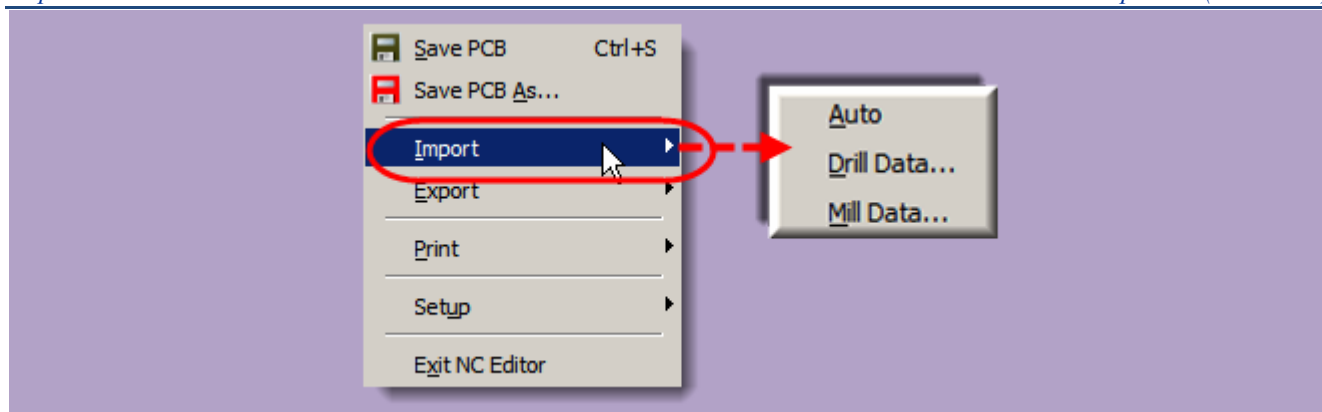 Save PCB Ctrl+S
Save PCB As...
Import
Export
Print
Setup
Exit NC Editor
Auto
Drill Data...
Mill Data...